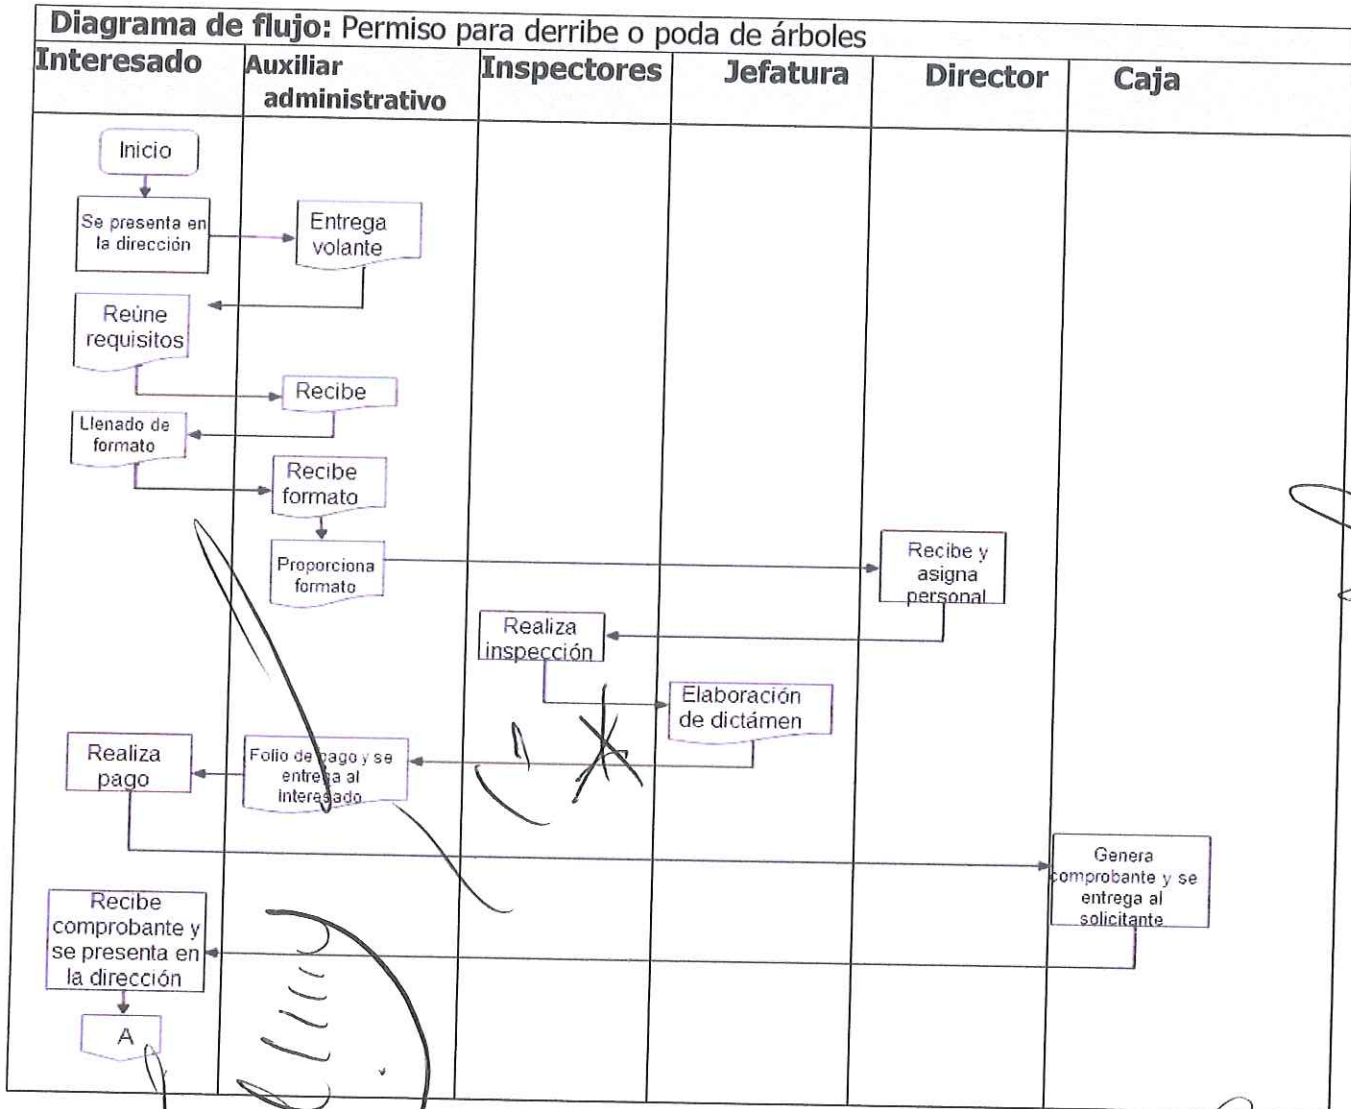 Diagrama de flujo: Permiso para derribe o poda de árboles
Interesado
Auxiliar
administrativo
Inspectores
Jefatura
Director
Caja
Inicio
Se presenta en
la dirección
Entrega
volante
Reúne
requisitos
Recibe
Llenado de
formato
Recibe
formato
Proporciona
formato
Recibe y
asigna
personal
Realiza
inspección
Elaboración
de dictámen
Folio de pago y se
entrega al
interesado
Realiza
pago
Genera
comprobante y se
entrega al
solicitante
Recibe
comprobante y
se presenta en
la dirección
A